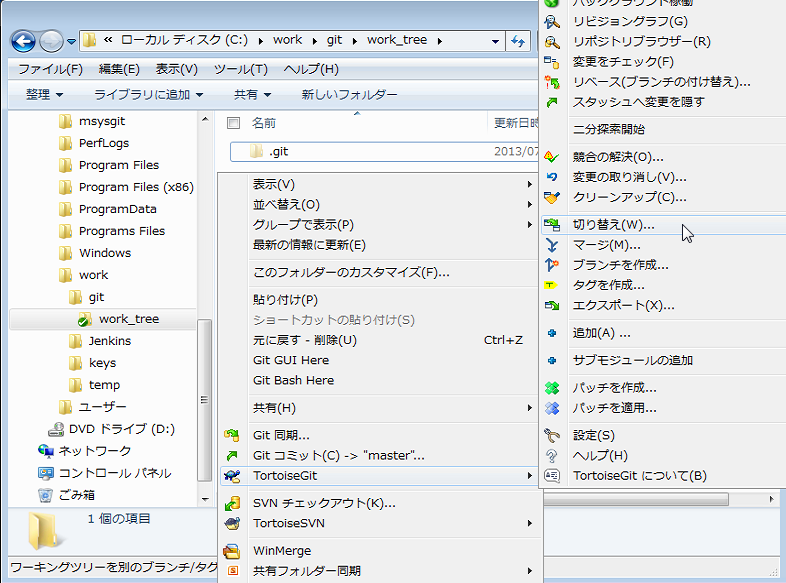 « ローカル ディスク (C:) ▸ work ▸ git ▸ work_tree ▸
ファイル(F) 編集(E) 表示(V) ツール(T) ヘルプ(H)
整理 ライブラリに追加 共有 新しいフォルダー
msysgit
PerfLogs
Program Files
Program Files (x86)
ProgramData
Programs Files
Windows
work
git
work_tree
Jenkins
keys
temp
ユーザー
DVD ドライブ (D:)
ネットワーク
コントロール パネル
ごみ箱
1 個の項目
ワーキングツリーを別のブランチ/タグ
名前 更新日時
.git 2013/07
表示(V)
並べ替え(O)
グループで表示(P)
最新の情報に更新(E)
このフォルダーのカスタマイズ(F)...
貼り付け(P)
ショートカットの貼り付け(S)
元に戻す - 削除(U) Ctrl+Z
Git GUI Here
Git Bash Here
共有(H)
Git 同期...
Git コミット(C) -> "master"...
TortoiseGit
SVN チェックアウト(K)...
TortoiseSVN
WinMerge
共有フォルダー同期
バックグラウンド稼働
リビジョングラフ(G)
リポジトリブラウザー(R)
変更をチェック(F)
リベース(ブランチの付け替え)...
スタッシュへ変更を隠す
二分探索開始
競合の解決(O)...
変更の取り消し(V)...
クリーンアップ(C)...
切り替え(W)...
マージ(M)...
ブランチを作成...
タグを作成...
エクスポート(X)...
追加(A) ...
サブモジュールの追加
パッチを作成...
パッチを適用...
設定(S)
ヘルプ(H)
TortoiseGit について(B)